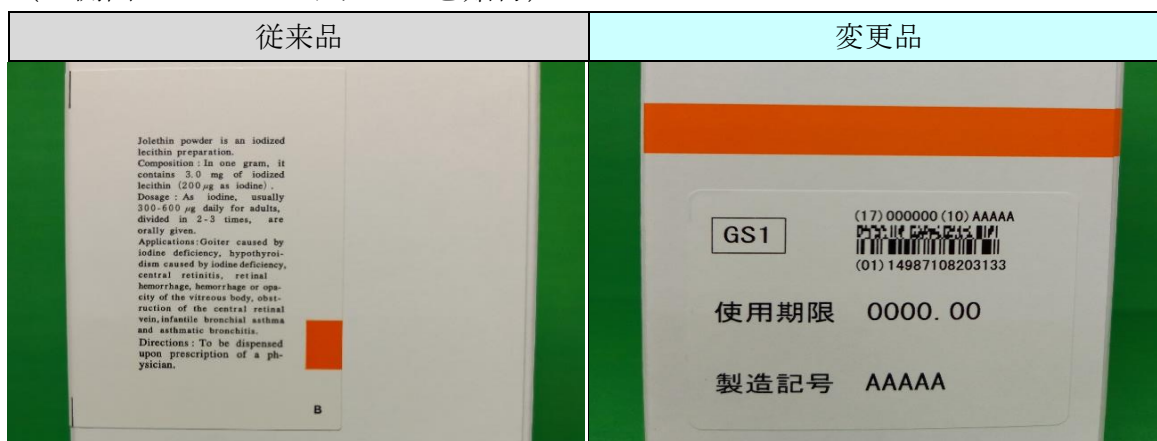 従来品
変更品
Jolethin powder is an iodized
lecithin preparation.
Composition : In one gram, it
contains 3.0 mg of iodized
lecithin (200 μg as iodine) .
Dosage : As iodine, usually
300-600 μg daily for adults,
divided in 2-3 times, are
orally given.
Applications : Goiter caused by
iodine deficiency, hypothyroi-
dism caused by iodine deficiency,
central retinitis, retinal
hemorrhage, hemorrhage or opa-
city of the vitreous body, obst-
ruction of the central retinal
vein, infantile bronchial asthma
and asthmatic bronchitis.
Directions : To be dispensed
upon prescription of a ph-
ysician.
B
GS1
(17) 000000 (10) AAAAA
(01) 14987108203133
使用期限 0000. 00
製造記号 AAAAA